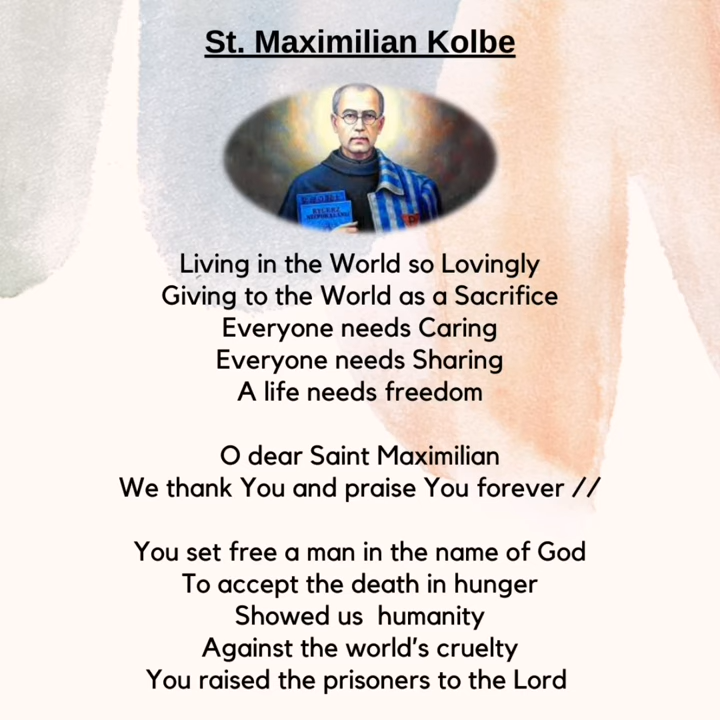 St. Maximilian Kolbe
Living in the World so Lovingly
Giving to the World as a Sacrifice
Everyone needs Caring
Everyone needs Sharing
A life needs freedom
O dear Saint Maximilian
We thank You and praise You forever //
You set free a man in the name of God
To accept the death in hunger
Showed us  humanity
Against the world's cruelty
You raised the prisoners to the Lord